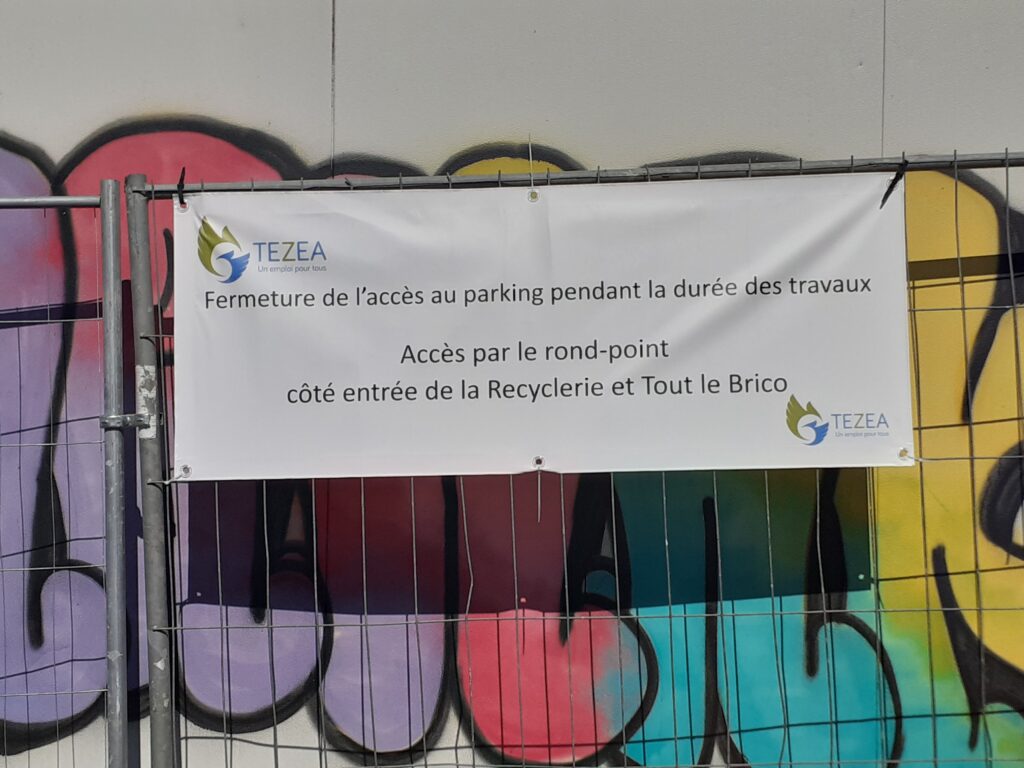 TEZEA
Un emploi pour tous
Fermeture de l'accès au parking pendant la durée des travaux
Accès par le rond-point
côté entrée de la Recyclerie et Tout le Brico
TEZEA
Un emploi pour tous